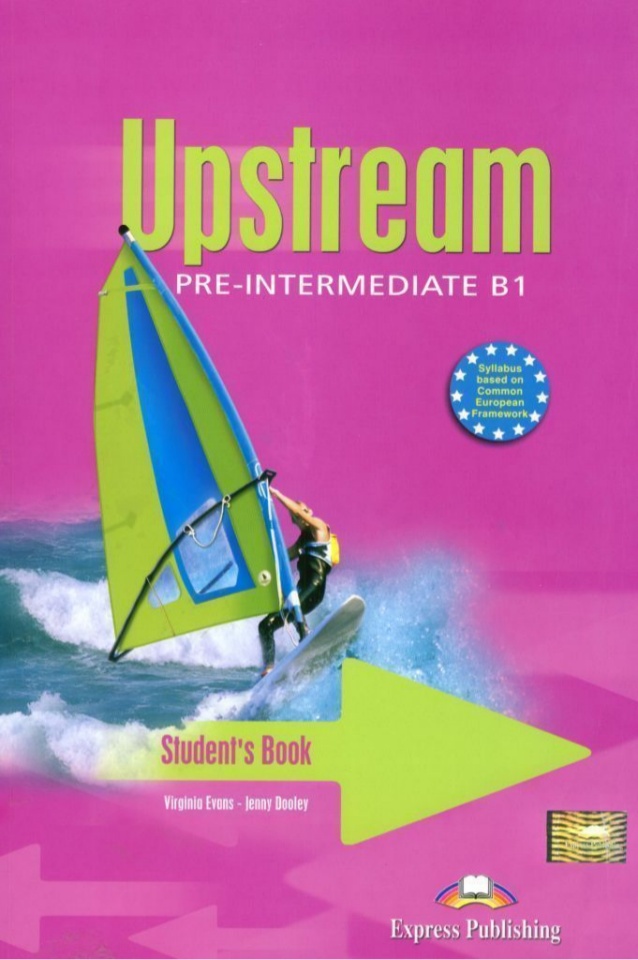 Upstream
PRE-INTERMEDIATE B1
Syllabus
based on
Common
European
Framework
Student's Book
Virginia Evans - Jenny Dooley
Express Publishing